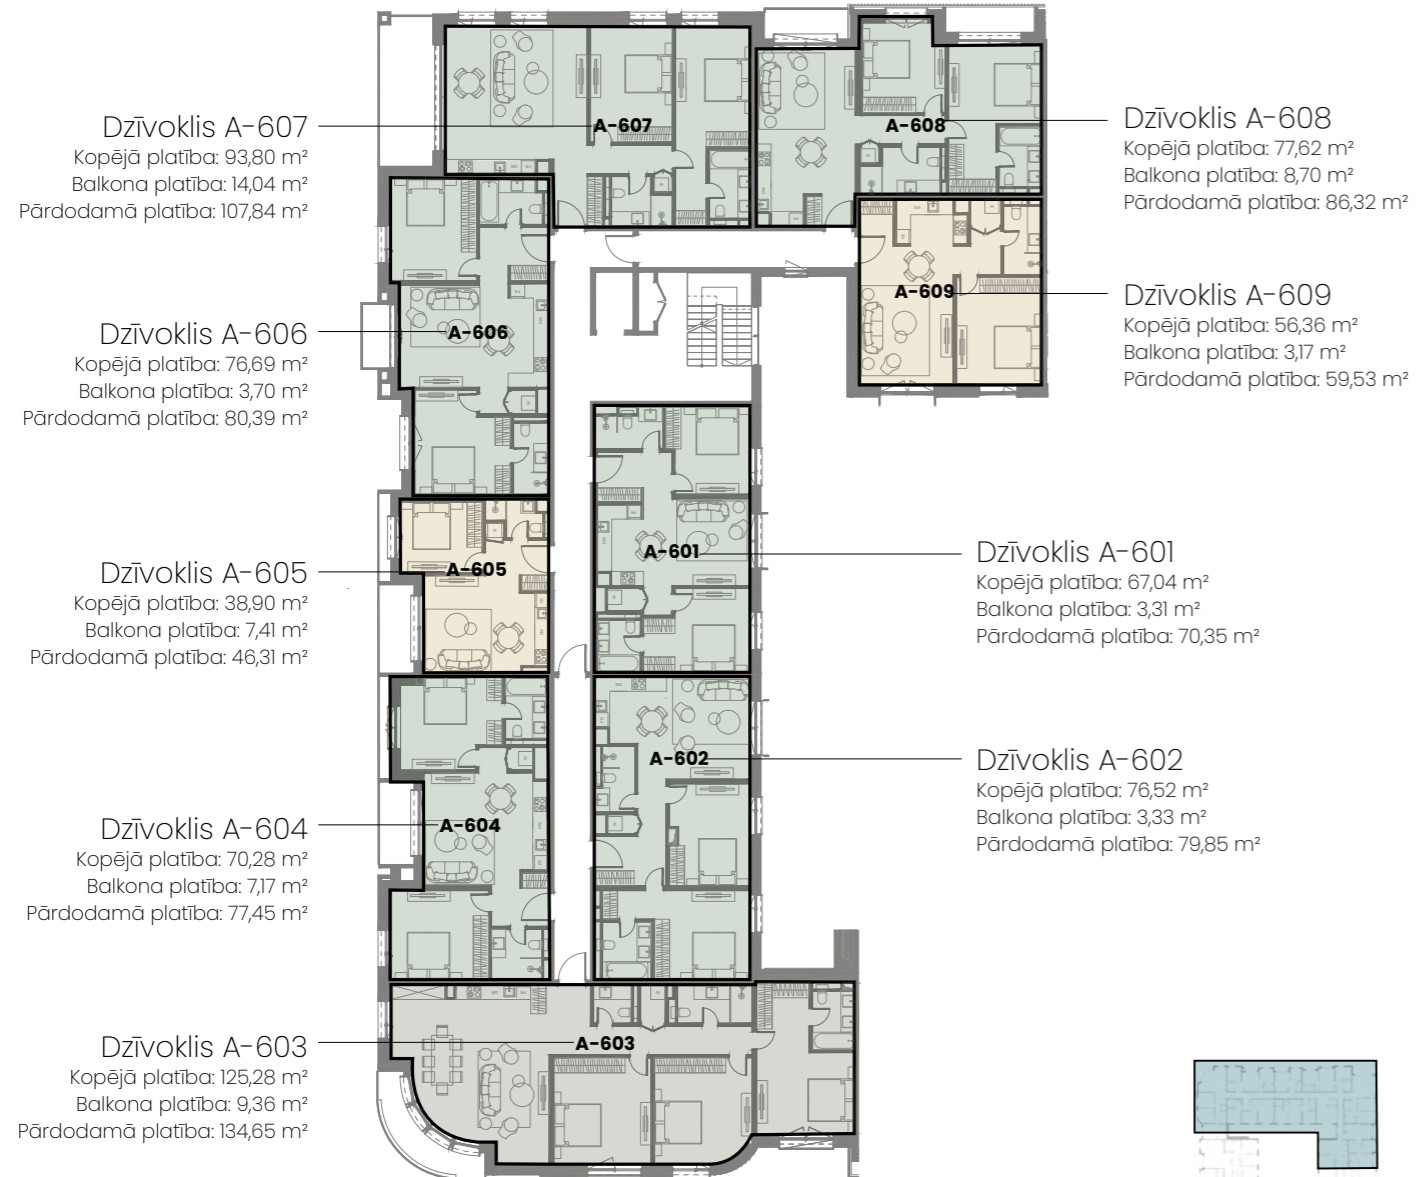 Dzīvoklis A-607
Kopējā platība: 93,80 m²
Balkona platība: 14,04 m²
Pārdodamā platība: 107,84 m²
A-607
A-608
Dzīvoklis A-608
Kopējā platība: 77,62 m²
Balkona platība: 8,70 m²
Pārdodamā platība: 86,32 m²
Dzīvoklis A-606
Kopējā platība: 76,69 m²
Balkona platība: 3,70 m²
Pārdodamā platība: 80,39 m²
A-606
A-609
Dzīvoklis A-609
Kopējā platība: 56,36 m²
Balkona platība: 3,17 m²
Pārdodamā platība: 59,53 m²
Dzīvoklis A-605
Kopējā platība: 38,90 m²
Balkona platība: 7,41 m²
Pārdodamā platība: 46,31 m²
A-605
A-601
Dzīvoklis A-601
Kopējā platība: 67,04 m²
Balkona platība: 3,31 m²
Pārdodamā platība: 70,35 m²
A-602
Dzīvoklis A-602
Kopējā platība: 76,52 m²
Balkona platība: 3,33 m²
Pārdodamā platība: 79,85 m²
Dzīvoklis A-604
Kopējā platība: 70,28 m²
Balkona platība: 7,17 m²
Pārdodamā platība: 77,45 m²
A-604
Dzīvoklis A-603
Kopējā platība: 125,28 m²
Balkona platība: 9,36 m²
Pārdodamā platība: 134,65 m²
A-603